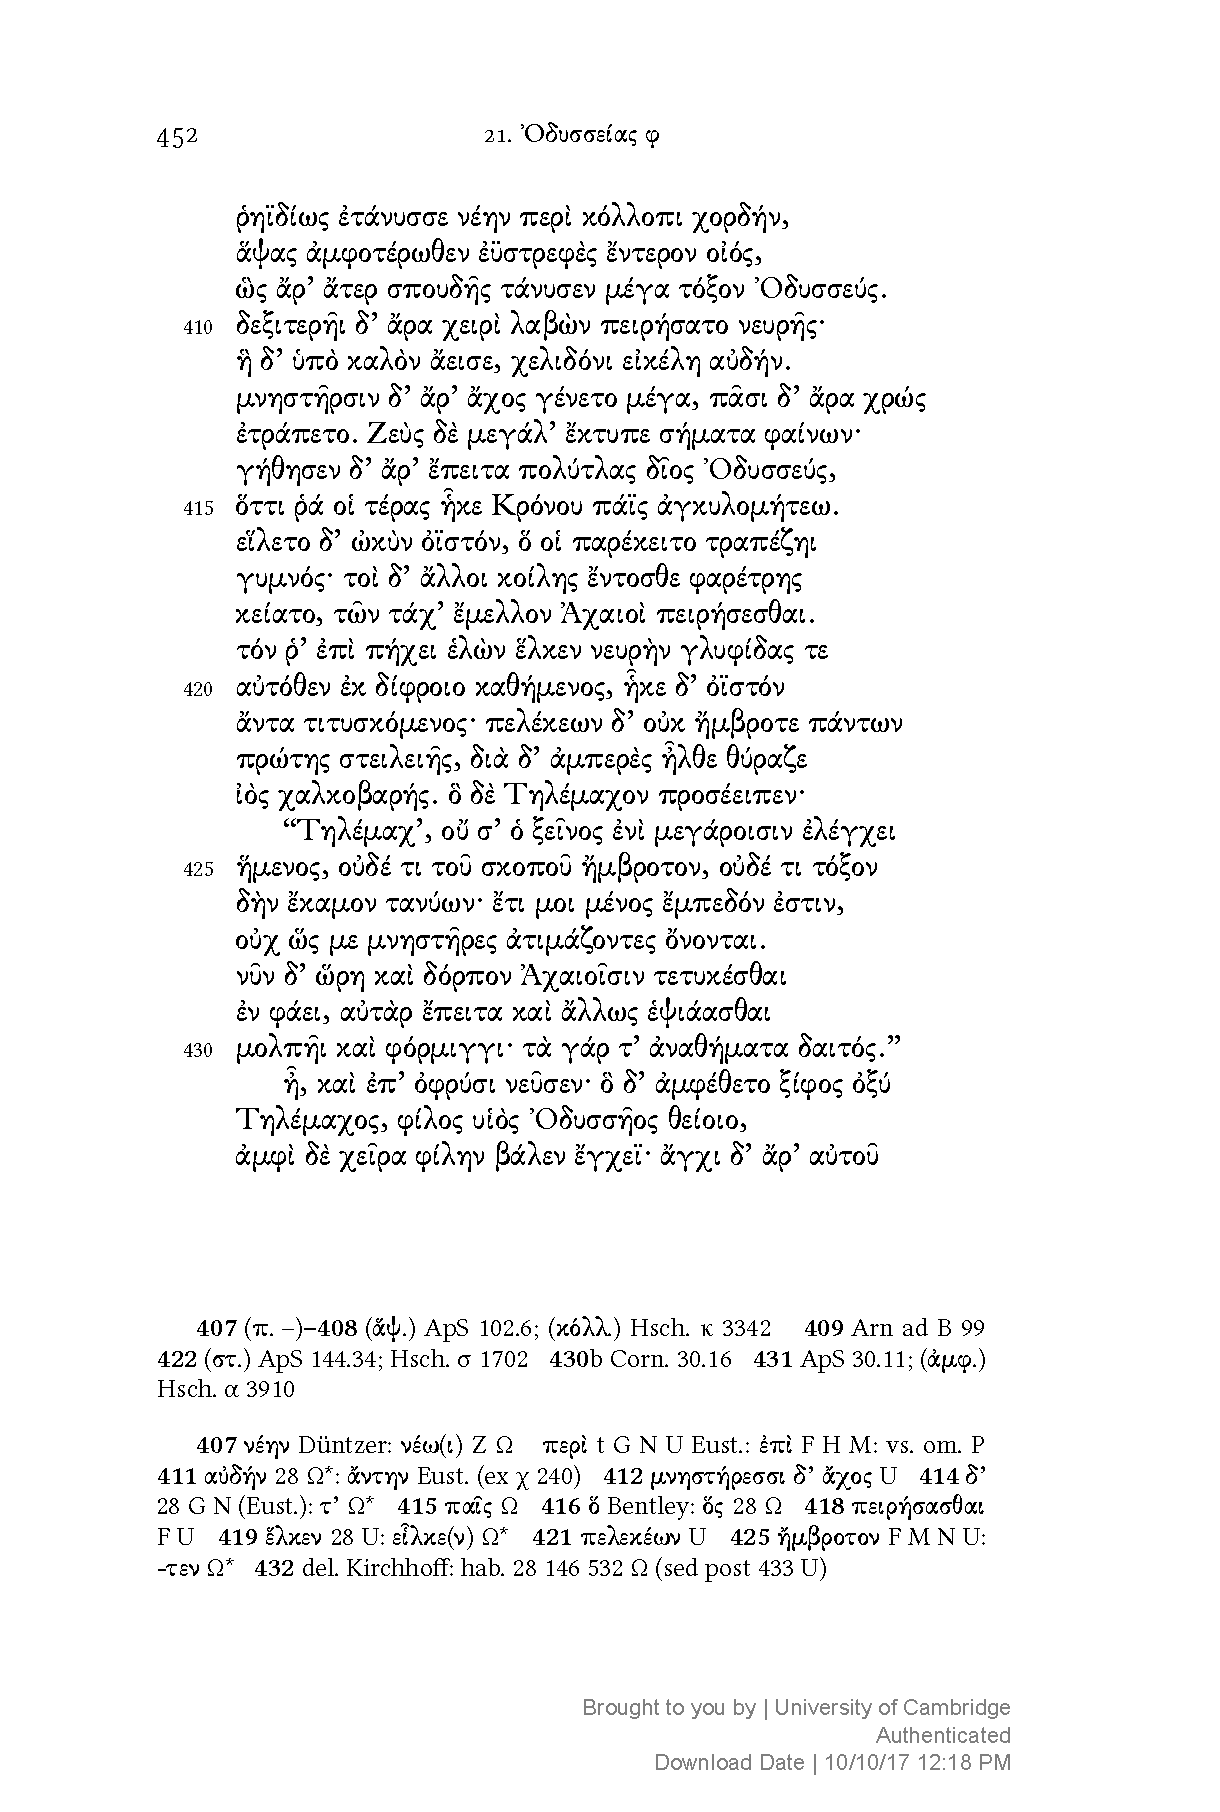 452 21. Ὀδυσσείας φ
ῥηϊδίως ἐτάνυσσε νέην περὶ κόλλοπι χορδήν,
ἅψας ἀμφοτέρωθεν ἐϋστρεφὲς ἔντερον οἰός,
ὣς ἄρ’ ἄτερ σπουδῆς τάνυσεν μέγα τόξον Ὀδυσσεύς.
410 δεξιτερῆι δ’ ἄρα χειρὶ λαβὼν πειρήσατο νευρῆς·
ἣ δ’ ὑπὸ καλὸν ἄεισε, χελιδόνι εἰκέλη αὐδήν.
μνηστῆρσιν δ’ ἄρ’ ἄχος γένετο μέγα, πᾶσι δ’ ἄρα χρώς
ἐτράπετο. Ζεὺς δὲ μεγάλ’ ἔκτυπε σήματα φαίνων·
γήθησεν δ’ ἄρ’ ἔπειτα πολύτλας δῖος Ὀδυσσεύς,
415 ὅττι ῥά οἱ τέρας ἧκε Κρόνου πάϊς ἀγκυλομήτεω.
εἵλετο δ’ ὠκὺν ὀϊστόν, ὅ οἱ παρέκειτο τραπέζηι
γυμνός· τοὶ δ’ ἄλλοι κοίλης ἔντοσθε φαρέτρης
κείατο, τῶν τάχ’ ἔμελλον Ἀχαιοὶ πειρήσεσθαι.
τόν ῥ’ ἐπὶ πήχει ἑλὼν ἕλκεν νευρὴν γλυφίδας τε
420 αὐτόθεν ἐκ δίφροιο καθήμενος, ἧκε δ’ ὀϊστόν
ἄντα τιτυσκόμενος· πελέκεων δ’ οὐκ ἤμβροτε πάντων
πρώτης στειλειῆς, διὰ δ’ ἀμπερὲς ἦλθε θύραζε
ἰὸς χαλκοβαρής. ὃ δὲ Τηλέμαχον προσέειπεν·
“Τηλέμαχ’, οὔ σ’ ὁ ξεῖνος ἐνὶ μεγάροισιν ἐλέγχει
425 ἥμενος, οὐδέ τι τοῦ σκοποῦ ἤμβροτον, οὐδέ τι τόξον
δὴν ἔκαμον τανύων· ἔτι μοι μένος ἔμπεδόν ἐστιν,
οὐχ ὥς με μνηστῆρες ἀτιμάζοντες ὄνονται.
νῦν δ’ ὥρη καὶ δόρπον Ἀχαιοῖσιν τετυκέσθαι
ἐν φάει, αὐτὰρ ἔπειτα καὶ ἄλλως ἑψιάασθαι
430 μολπῆι καὶ φόρμιγγι· τὰ γάρ τ’ ἀναθήματα δαιτός.”
ἦ, καὶ ἐπ’ ὀφρύσι νεῦσεν· ὃ δ’ ἀμφέθετο ξίφος ὀξύ
Τηλέμαχος, φίλος υἱὸς Ὀδυσσῆος θείοιο,
ἀμφὶ δὲ χεῖρα φίλην βάλεν ἔγχεϊ· ἄγχι δ’ ἄρ’ αὐτοῦ
407 (π. –)–408 (ἅψ.) ApS 102.6; (κόλλ.) Hsch. κ 3342 409 Arn ad B 99
422 (στ.) ApS 144.34; Hsch. σ 1702 430b Corn. 30.16 431 ApS 30.11; (ἀμφ.)
Hsch. α 3910
407 νέην Düntzer: νέω(ι) Z Ω περὶ t G N U Eust.: ἐπὶ F H M: vs. om. P
411 αὐδήν 28 Ω*: ἄντην Eust. (ex χ 240) 412 μνηστήρεσσι δ’ ἄχος U 414 δ’
28 G N (Eust.): τ’ Ω* 415 παῖς Ω 416 ὅ Bentley: ὅς 28 Ω 418 πειρήσασθαι
F U 419 ἕλκεν 28 U: εἷλκε(ν) Ω* 421 πελεκέων U 425 ἤμβροτον F M N U:
-τεν Ω* 432 del. Kirchhoff: hab. 28 146 532 Ω (sed post 433 U)
Brought to you by | University of Cambridge
Authenticated
Download Date | 10/10/17 12:18 PM